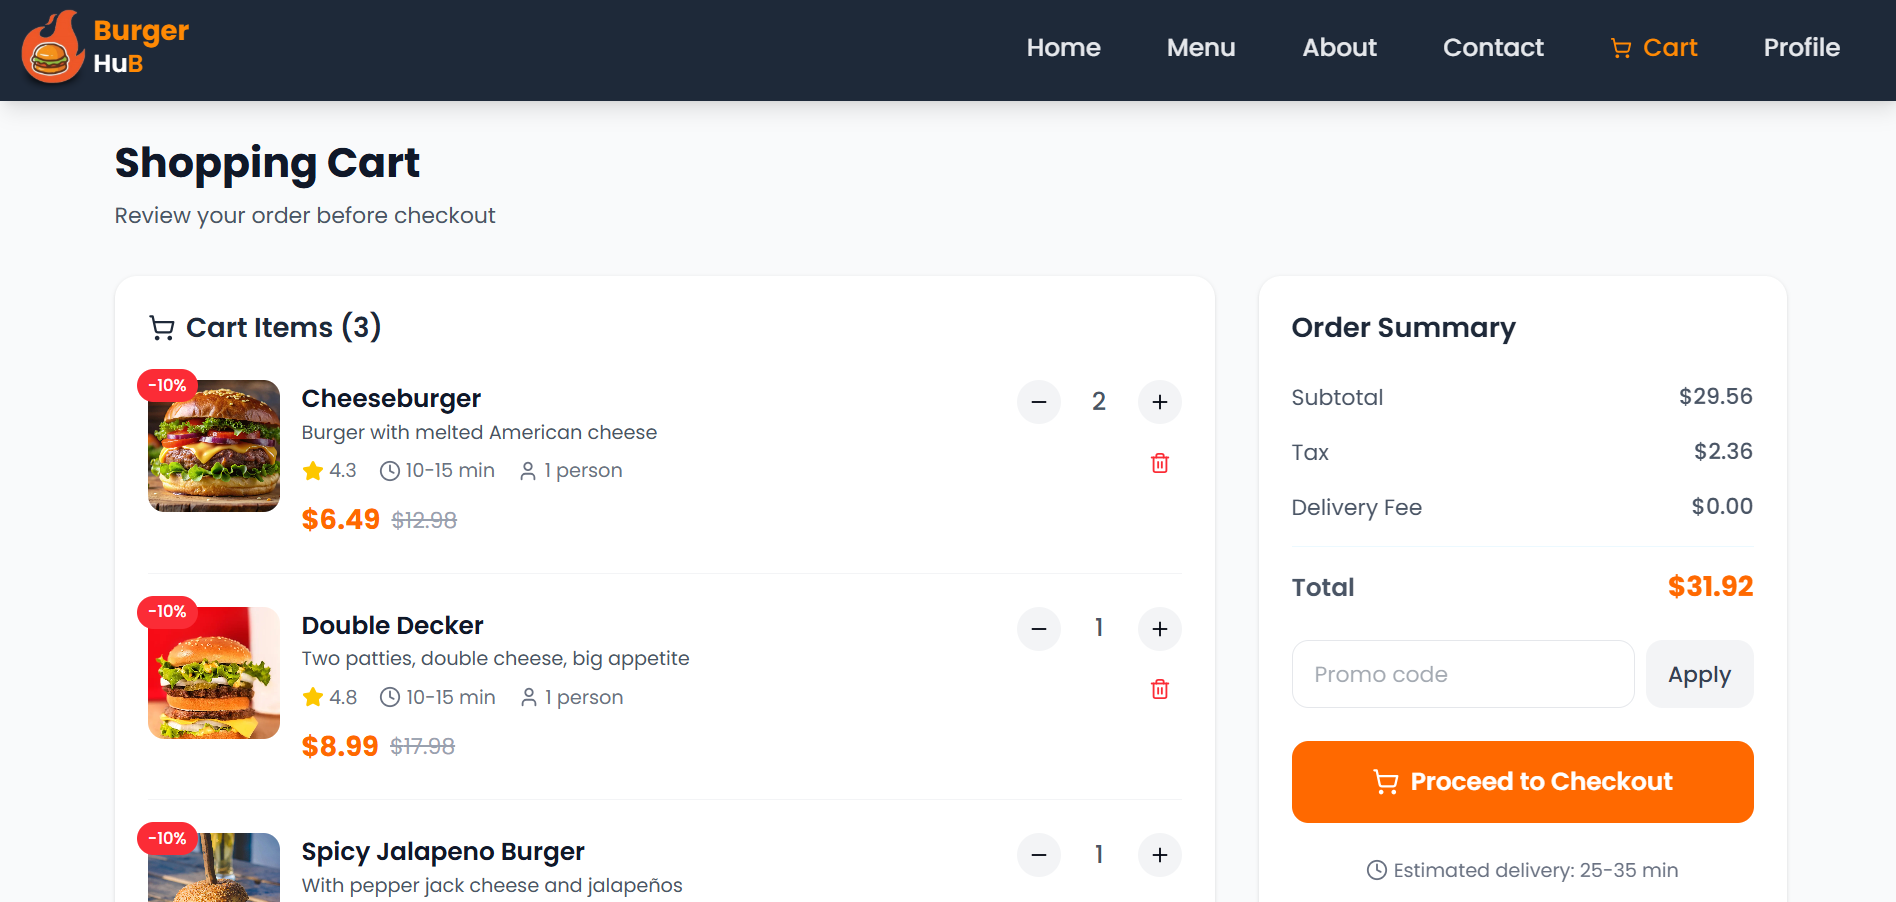 Burger
HuB
Home
Menu
About
Contact
Cart
Profile
Shopping Cart
Review your order before checkout
Cart Items (3)
-10%
Cheeseburger
Burger with melted American cheese
4.3 10-15 min 1 person
$6.49 $12.98
2
-10%
Double Decker
Two patties, double cheese, big appetite
4.8 10-15 min 1 person
$8.99 $17.98
1
-10%
Spicy Jalapeno Burger
With pepper jack cheese and jalapeños
1
Order Summary
Subtotal $29.56
Tax $2.36
Delivery Fee $0.00
Total $31.92
Promo code
Apply
Proceed to Checkout
Estimated delivery: 25-35 min